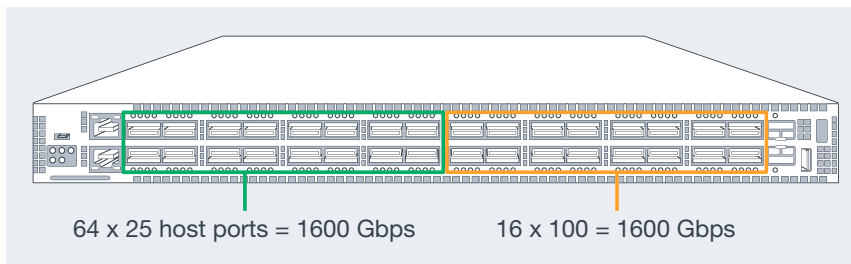 64 x 25 host ports = 1600 Gbps
16 x 100 = 1600 Gbps